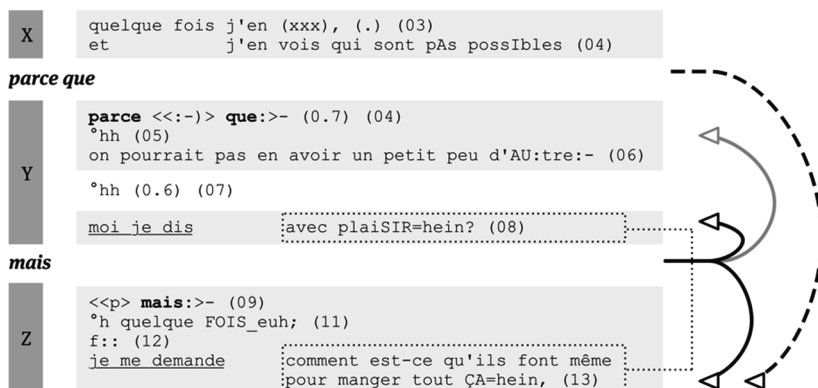 X
quelque fois j'en (xxx), (.) (03)
et j'en vois qui sont pAs possIbles (04)
parce que
Y
parce <<:-)> que:>- (0.7) (04)
°hh (05)
on pourrait pas en avoir un petit peu d'AU:tre:- (06)
°hh (0.6) (07)
moi je dis avec plaiSIR=hein? (08)
mais
Z
<<p> mais:>- (09)
°h quelque FOIS_euh; (11)
f:: (12)
je me demande comment est-ce qu'ils font même
pour manger tout ÇA=hein, (13)